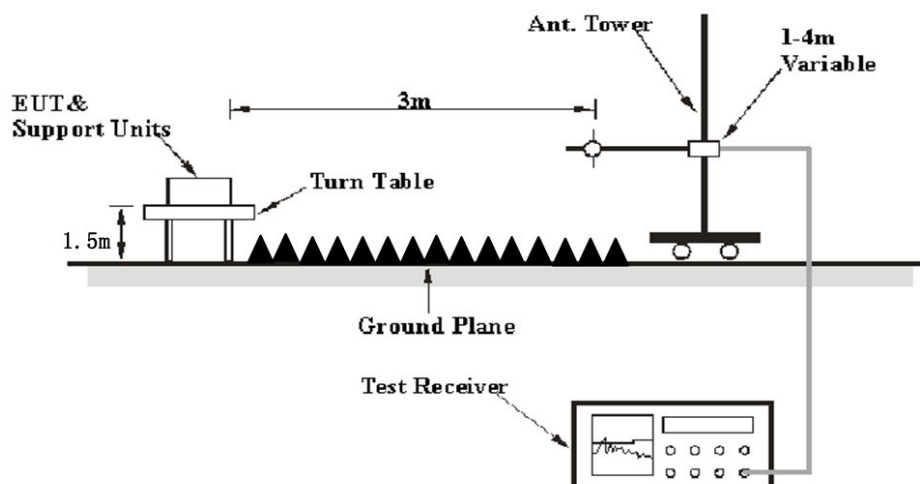 Ant. Tower
1-4m
Variable
EUT&
Support Units
3m
Turn Table
1.5m
Ground Plane
Test Receiver